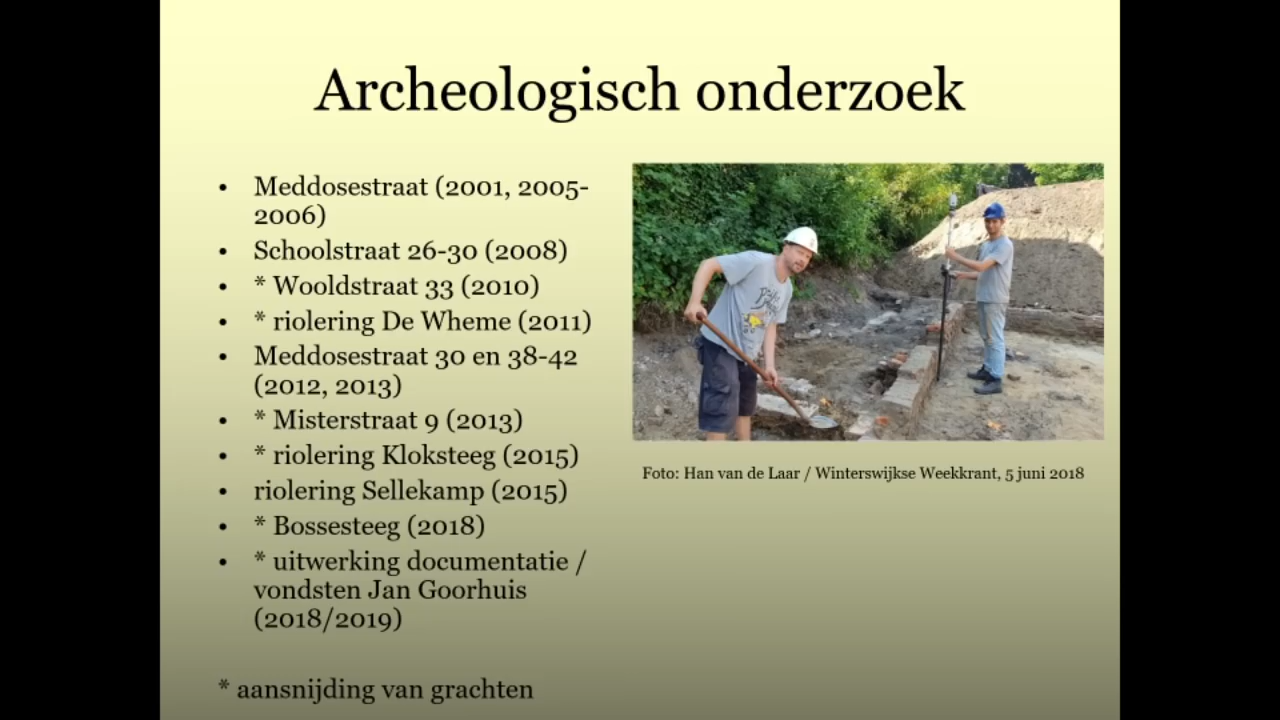 Archeologisch onderzoek
• Meddosestraat (2001, 2005-
2006)
• Schoolstraat 26-30 (2008)
• * Wooldstraat 33 (2010)
• * riolering De Wheme (2011)
• Meddosestraat 30 en 38-42
(2012, 2013)
• * Misterstraat 9 (2013)
• * riolering Kloksteeg (2015)
• riolering Sellekamp (2015)
• * Bossesteeg (2018)
• * uitwerking documentatie /
vondsten Jan Goorhuis
(2018/2019)
* aansnijding van grachten
Foto: Han van de Laar / Winterswijkse Weekkrant, 5 juni 2018